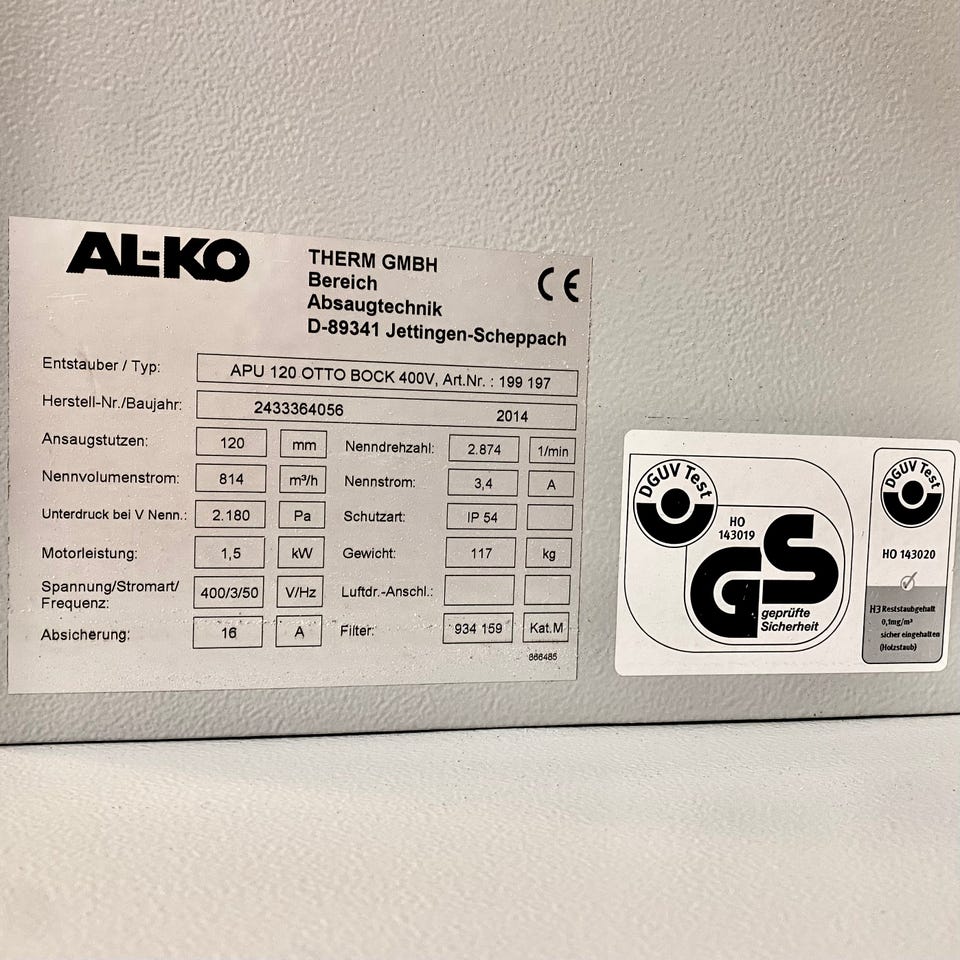 AL-KO
THERM GMBH
Bereich
Absaugtechnik
D-89341 Jettingen-Scheppach
CE
Entstauber / Typ: APU 120 OTTO BOCK 400V, Art.Nr. : 199 197
Herstell-Nr./Baujahr: 2433364056 2014
Ansaugstutzen: 120 mm Nenndrehzahl: 2.874 1/min
Nennvolumenstrom: 814 m³/h Nennstrom: 3,4 A
Unterdruck bei V Nenn.: 2.180 Pa Schutzart: IP 54
Motorleistung: 1,5 kW Gewicht: 117 kg
Spannung/Stromart/
Frequenz: 400/3/50 V/Hz Luftdr.-Anschl.:
Absicherung: 16 A Filter: 934 159 Kat.M
866485
DGUV Test
HO
143019
GS
geprüfte
Sicherheit
DGUV Test
HO 143020
H3 Reststaubgehalt
0,1mg/m³
sicher eingehalten
(Holzstaub)